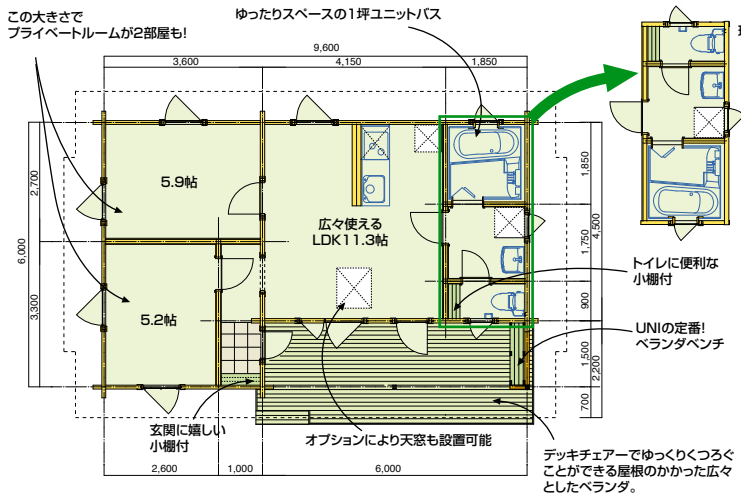 この大きさで
プライベートルームが2部屋も!
ゆったりスペースの1坪ユニットバス
9,600
3,600
4,150
1,850
2,700
6,000
3,300
5.9帖
5.2帖
広々使える
LDK11.3帖
1,850
1,750
900
4,500
1,500
2,200
700
トイレに便利な
小棚付
UNIの定番!
ベランダベンチ
玄関に嬉しい
小棚付
オプションにより天窓も設置可能
デッキチェアーでゆっくりくつろぐ
ことができる屋根のかかった広々
としたベランダ。
2,600
1,000
6,000